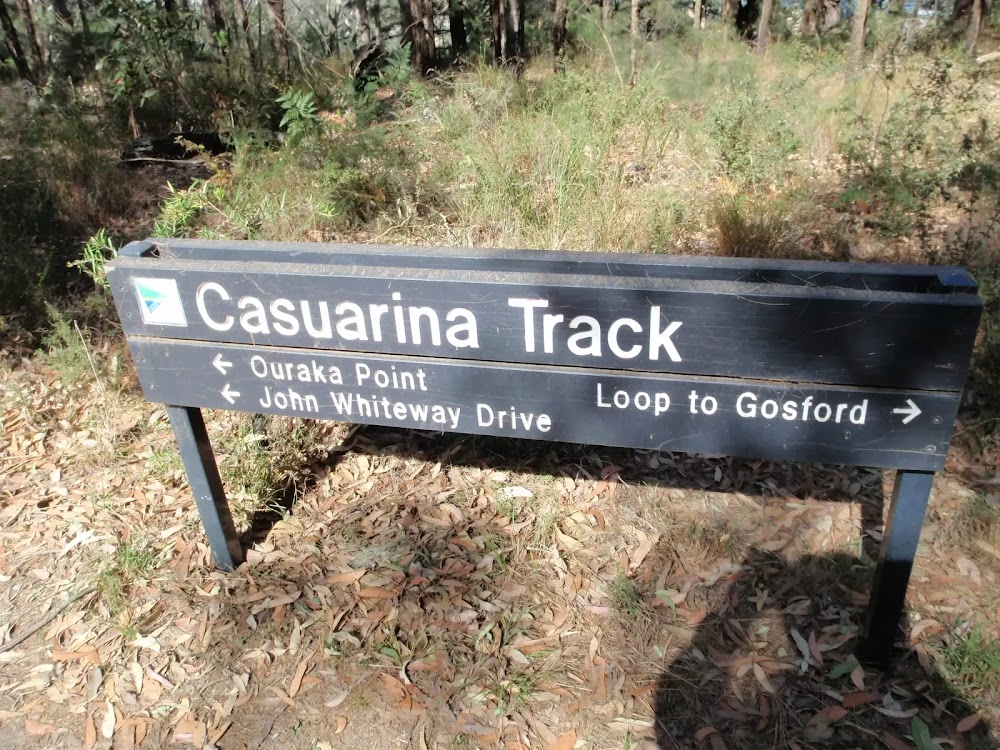 Casuarina Track
← Ouraka Point
← John Whiteway Drive
Loop to Gosford →